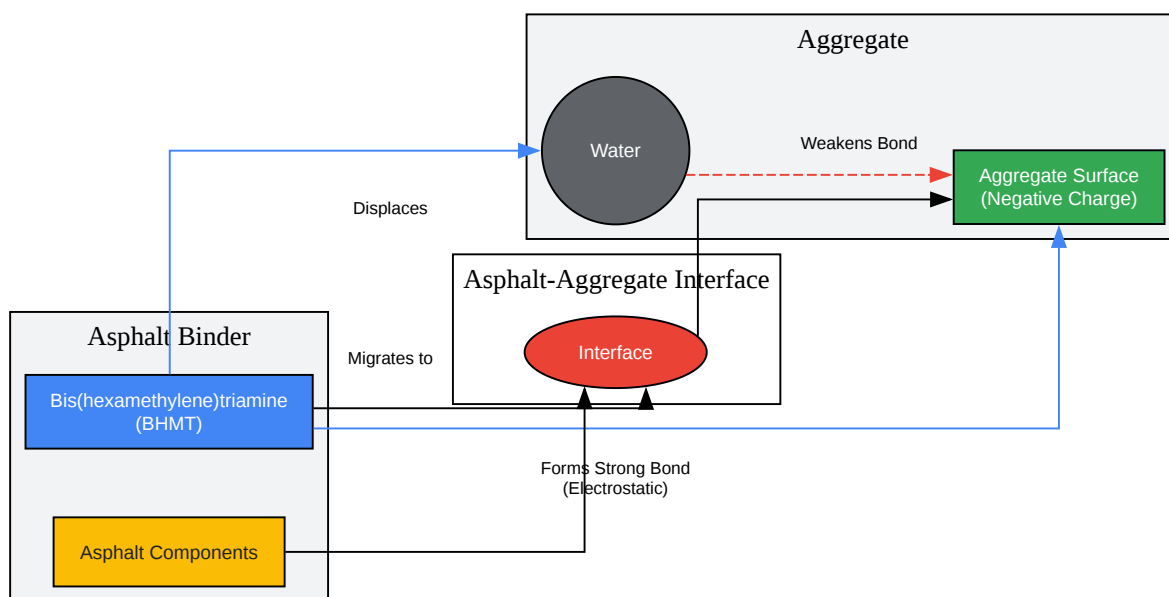 Aggregate
Water
Weakens Bond
Aggregate Surface
(Negative Charge)
Displaces
Asphalt-Aggregate Interface
Asphalt Binder
Interface
Migrates to
Bis(hexamethylene)triamine
(BHMT)
Forms Strong Bond
(Electrostatic)
Asphalt Components